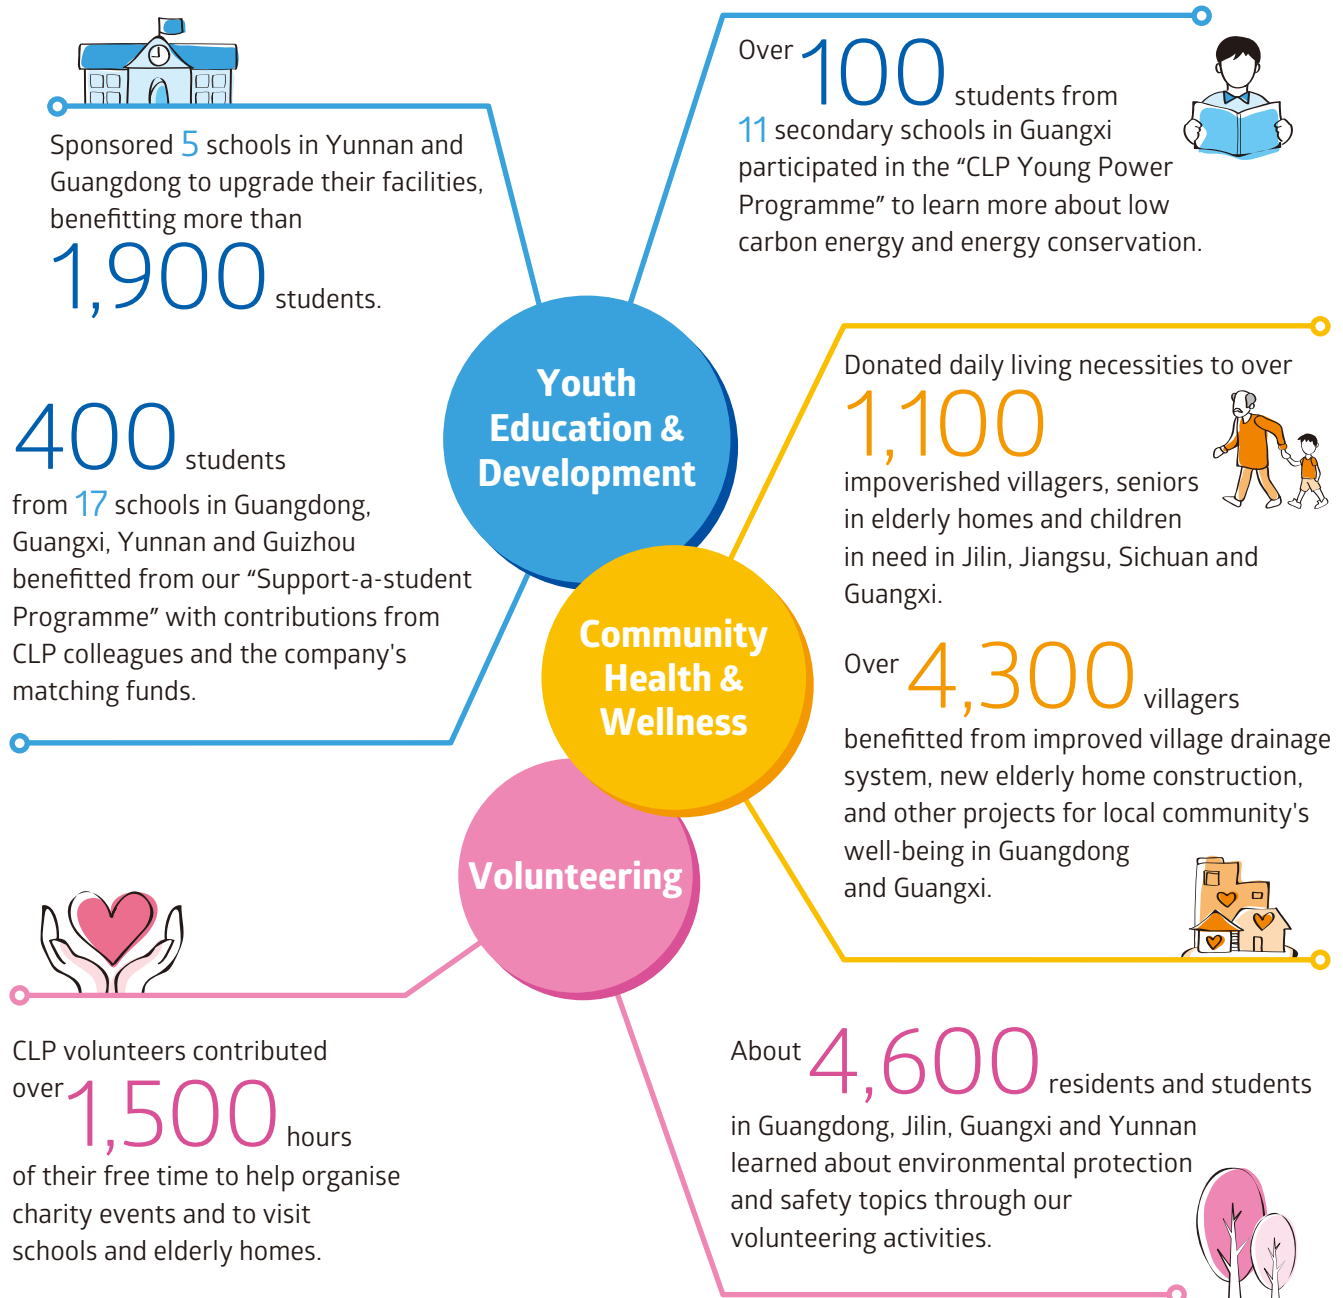 Sponsored 5 schools in Yunnan and
Guangdong to upgrade their facilities,
benefitting more than
1,900 students.
Over 100 students from
11 secondary schools in Guangxi
participated in the “CLP Young Power
Programme” to learn more about low
carbon energy and energy conservation.
400 students
from 17 schools in Guangdong,
Guangxi, Yunnan and Guizhou
benefitted from our “Support-a-student
Programme” with contributions from
CLP colleagues and the company's
matching funds.
Youth
Education &
Development
Donated daily living necessities to over
1,100
impoverished villagers, seniors
in elderly homes and children
in need in Jilin, Jiangsu, Sichuan and
Guangxi.
Community
Health &
Wellness
Over 4,300 villagers
benefitted from improved village drainage
system, new elderly home construction,
and other projects for local community's
well-being in Guangdong
and Guangxi.
Volunteering
CLP volunteers contributed
over 1,500 hours
of their free time to help organise
charity events and to visit
schools and elderly homes.
About 4,600 residents and students
in Guangdong, Jilin, Guangxi and Yunnan
learned about environmental protection
and safety topics through our
volunteering activities.